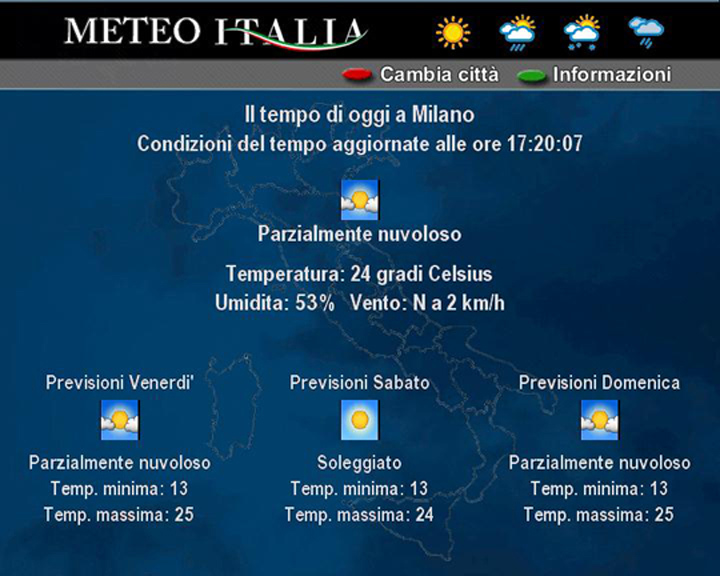 METEO ITALIA
Cambia città Informazioni
Il tempo di oggi a Milano
Condizioni del tempo aggiornate alle ore 17:20:07
Parzialmente nuvoloso
Temperatura: 24 gradi Celsius
Umidita: 53% Vento: N a 2 km/h
Previsioni Venerdi' Previsioni Sabato Previsioni Domenica
Parzialmente nuvoloso Soleggiato Parzialmente nuvoloso
Temp. minima: 13 Temp. minima: 13 Temp. minima: 13
Temp. massima: 25 Temp. massima: 24 Temp. massima: 25